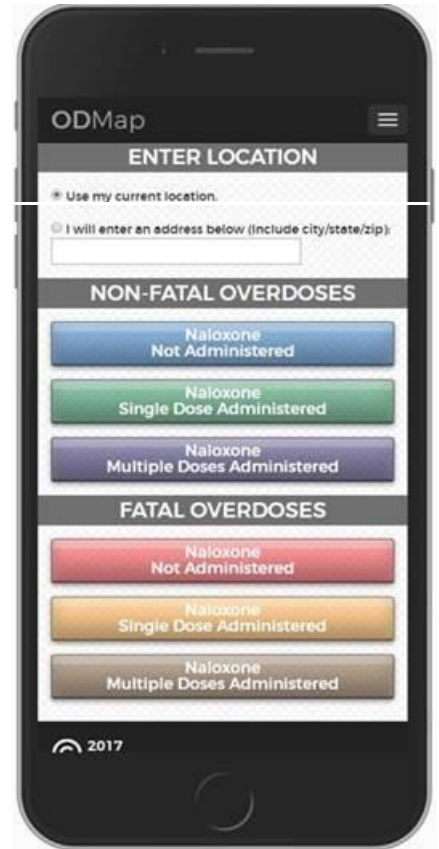 ODMap
ENTER LOCATION
Use my current location.
I will enter an address below (Include city/state/zip):
NON-FATAL OVERDOSES
Naloxone
Not Administered
Naloxone
Single Dose Administered
Naloxone
Multiple Doses Administered
FATAL OVERDOSES
Naloxone
Not Administered
Naloxone
Single Dose Administered
Naloxone
Multiple Doses Administered
2017